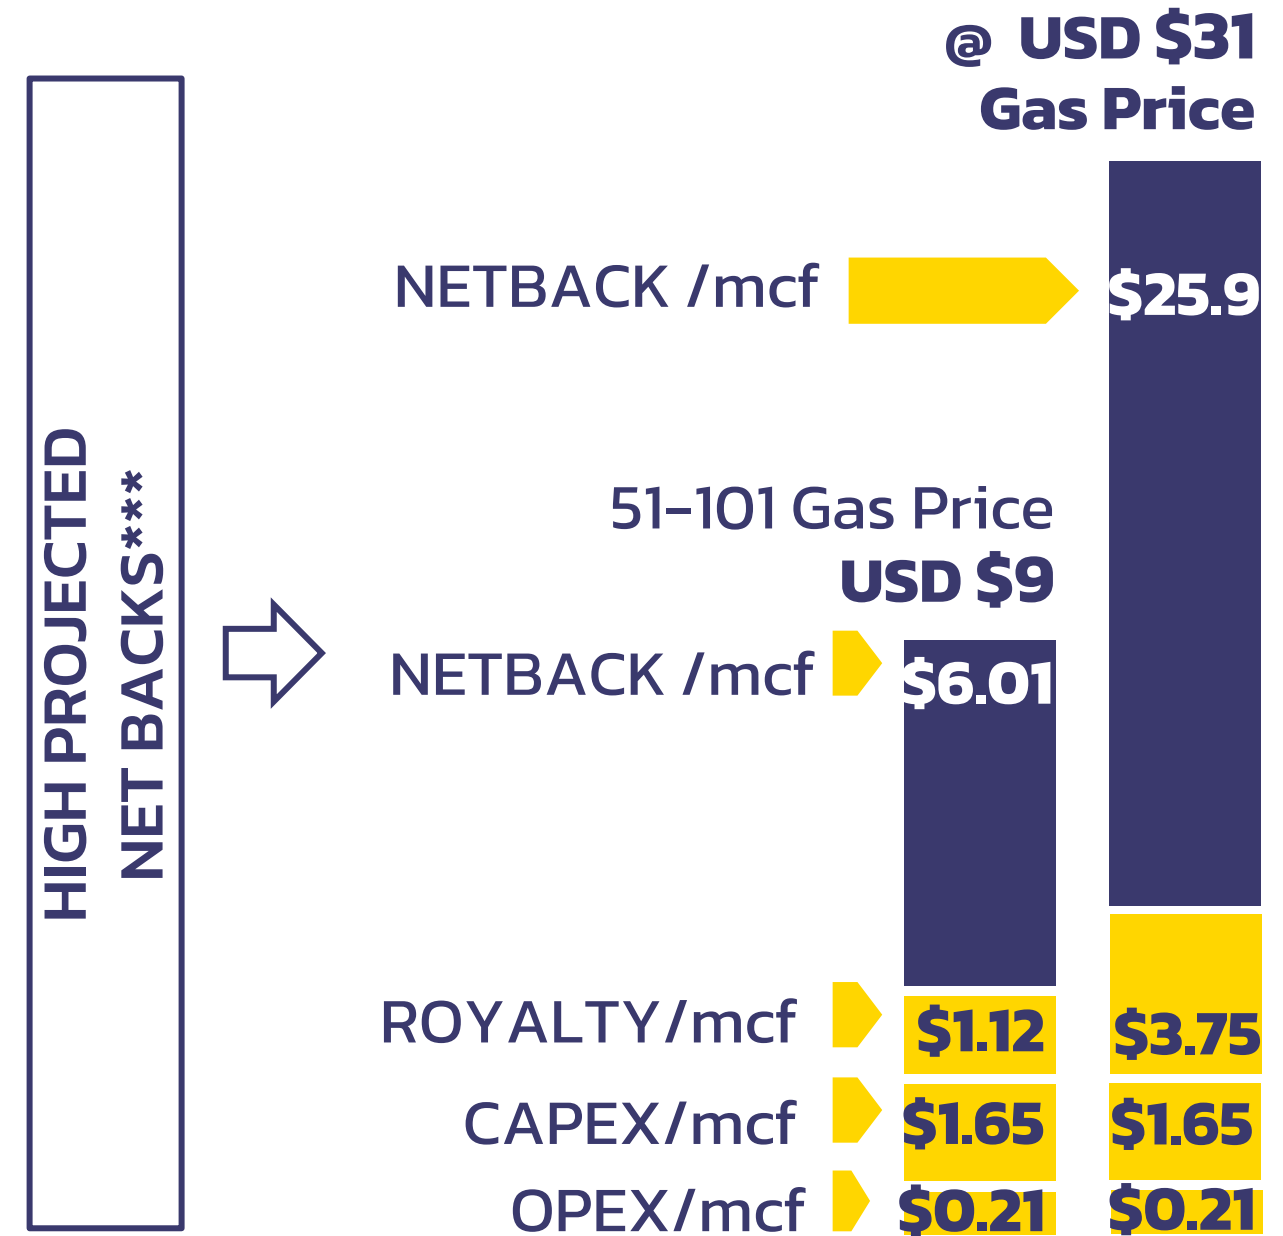 @ USD $31
Gas Price
HIGH PROJECTED
NET BACKS***
NETBACK /mcf
$25.9
51-101 Gas Price
USD $9
NETBACK /mcf
$6.01
ROYALTY/mcf
$1.12
$3.75
CAPEX/mcf
$1.65
$1.65
OPEX/mcf
$0.21
$0.21